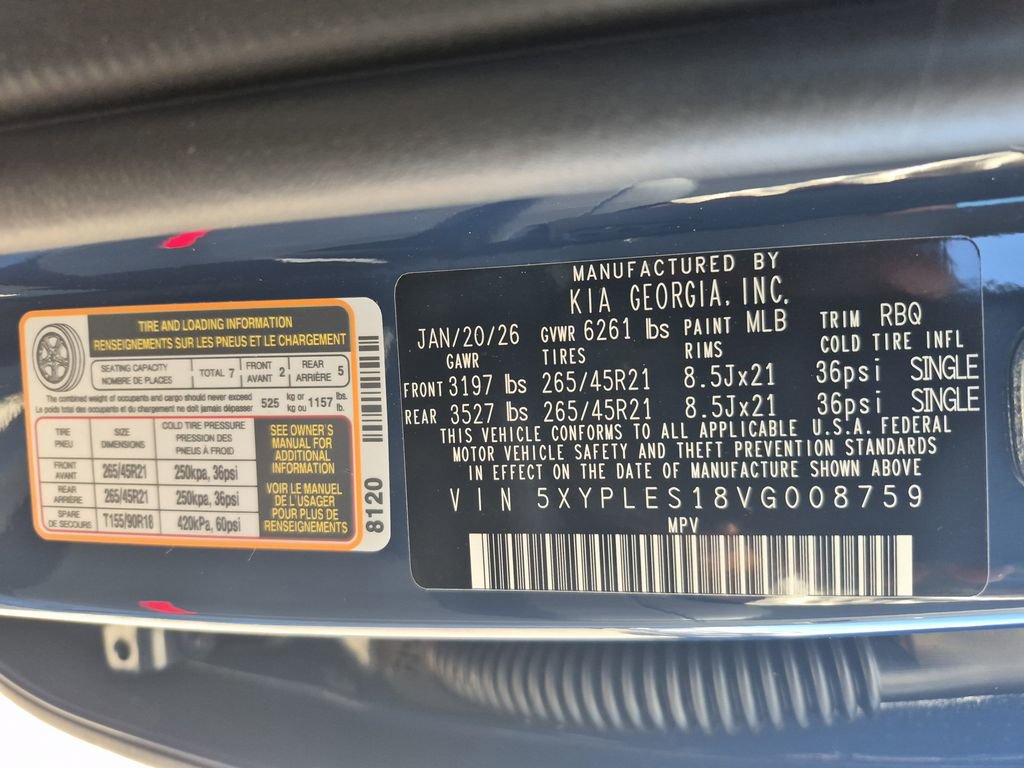 TIRE AND LOADING INFORMATION
RENSEIGNEMENTS SUR LES PNEUS ET LE CHARGEMENT
SEATING CAPACITY
NOMBRE DE PLACES
TOTAL 7
FRONT
AVANT 2
REAR
ARRIÈRE 5
The combined weight of occupants and cargo should never exceed 525 kg or 1157 lbs.
Le poids total des occupants et du chargement ne doit jamais dépasser kg ou lb.
TIRE
PNEU
SIZE
DIMENSIONS
COLD TIRE PRESSURE
PRESSION DES
PNEUS À FROID
FRONT
AVANT
265/45R21
250kpa, 36psi
REAR
ARRIÈRE
265/45R21
250kpa, 36psi
SPARE
DE SECOURS
T155/90R18
420kPa, 60psi
SEE OWNER'S
MANUAL FOR
ADDITIONAL
INFORMATION
VOIR LE MANUEL
DE L'USAGER
POUR PLUS DE
RENSEIGNEMENTS
8120
MANUFACTURED BY
KIA GEORGIA, INC.
JAN/20/26 GVWR 6261 lbs PAINT MLB TRIM RBQ
GAWR TIRES RIMS COLD TIRE INFL
FRONT 3197 lbs 265/45R21 8.5Jx21 36psi SINGLE
REAR 3527 lbs 265/45R21 8.5Jx21 36psi SINGLE
THIS VEHICLE CONFORMS TO ALL APPLICABLE U.S.A. FEDERAL
MOTOR VEHICLE SAFETY AND THEFT PREVENTION STANDARDS
IN EFFECT ON THE DATE OF MANUFACTURE SHOWN ABOVE
VIN 5XYPLES18VG008759
MPV